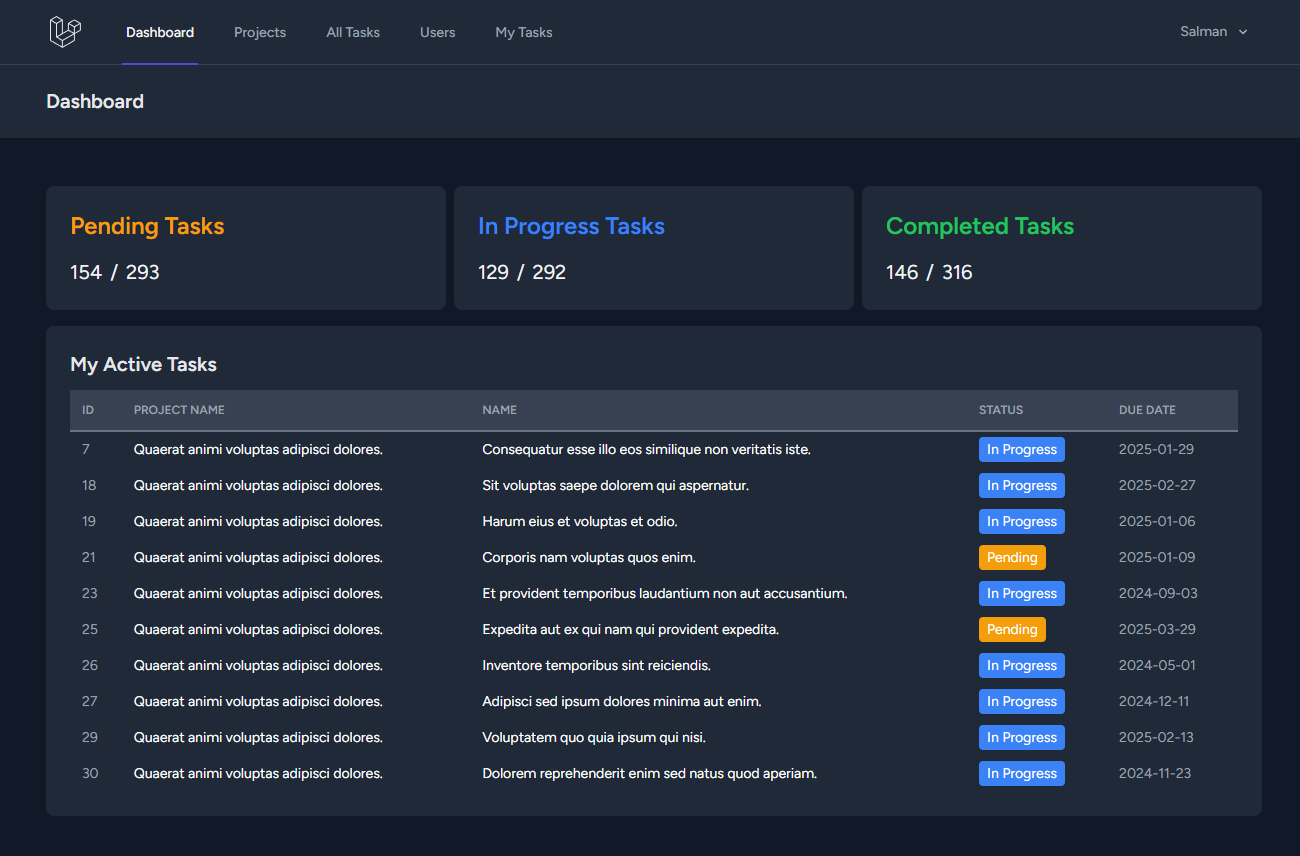 Dashboard Projects All Tasks Users My Tasks Salman
Dashboard
Pending Tasks In Progress Tasks Completed Tasks
154 / 293 129 / 292 146 / 316
My Active Tasks
ID PROJECT NAME NAME STATUS DUE DATE
7 Quaerat animi voluptas adipisci dolores. Consequatur esse illo eos similique non veritatis iste. In Progress 2025-01-29
18 Quaerat animi voluptas adipisci dolores. Sit voluptas saepe dolorem qui aspernatur. In Progress 2025-02-27
19 Quaerat animi voluptas adipisci dolores. Harum eius et voluptas et odio. In Progress 2025-01-06
21 Quaerat animi voluptas adipisci dolores. Corporis nam voluptas quos enim. Pending 2025-01-09
23 Quaerat animi voluptas adipisci dolores. Et provident temporibus laudantium non aut accusantium. In Progress 2024-09-03
25 Quaerat animi voluptas adipisci dolores. Expedita aut ex qui nam qui provident expedita. Pending 2025-03-29
26 Quaerat animi voluptas adipisci dolores. Inventore temporibus sint reiciendis. In Progress 2024-05-01
27 Quaerat animi voluptas adipisci dolores. Adipisci sed ipsum dolores minima aut enim. In Progress 2024-12-11
29 Quaerat animi voluptas adipisci dolores. Voluptatem quo quia ipsum qui nisi. In Progress 2025-02-13
30 Quaerat animi voluptas adipisci dolores. Dolorem reprehenderit enim sed natus quod aperiam. In Progress 2024-11-23